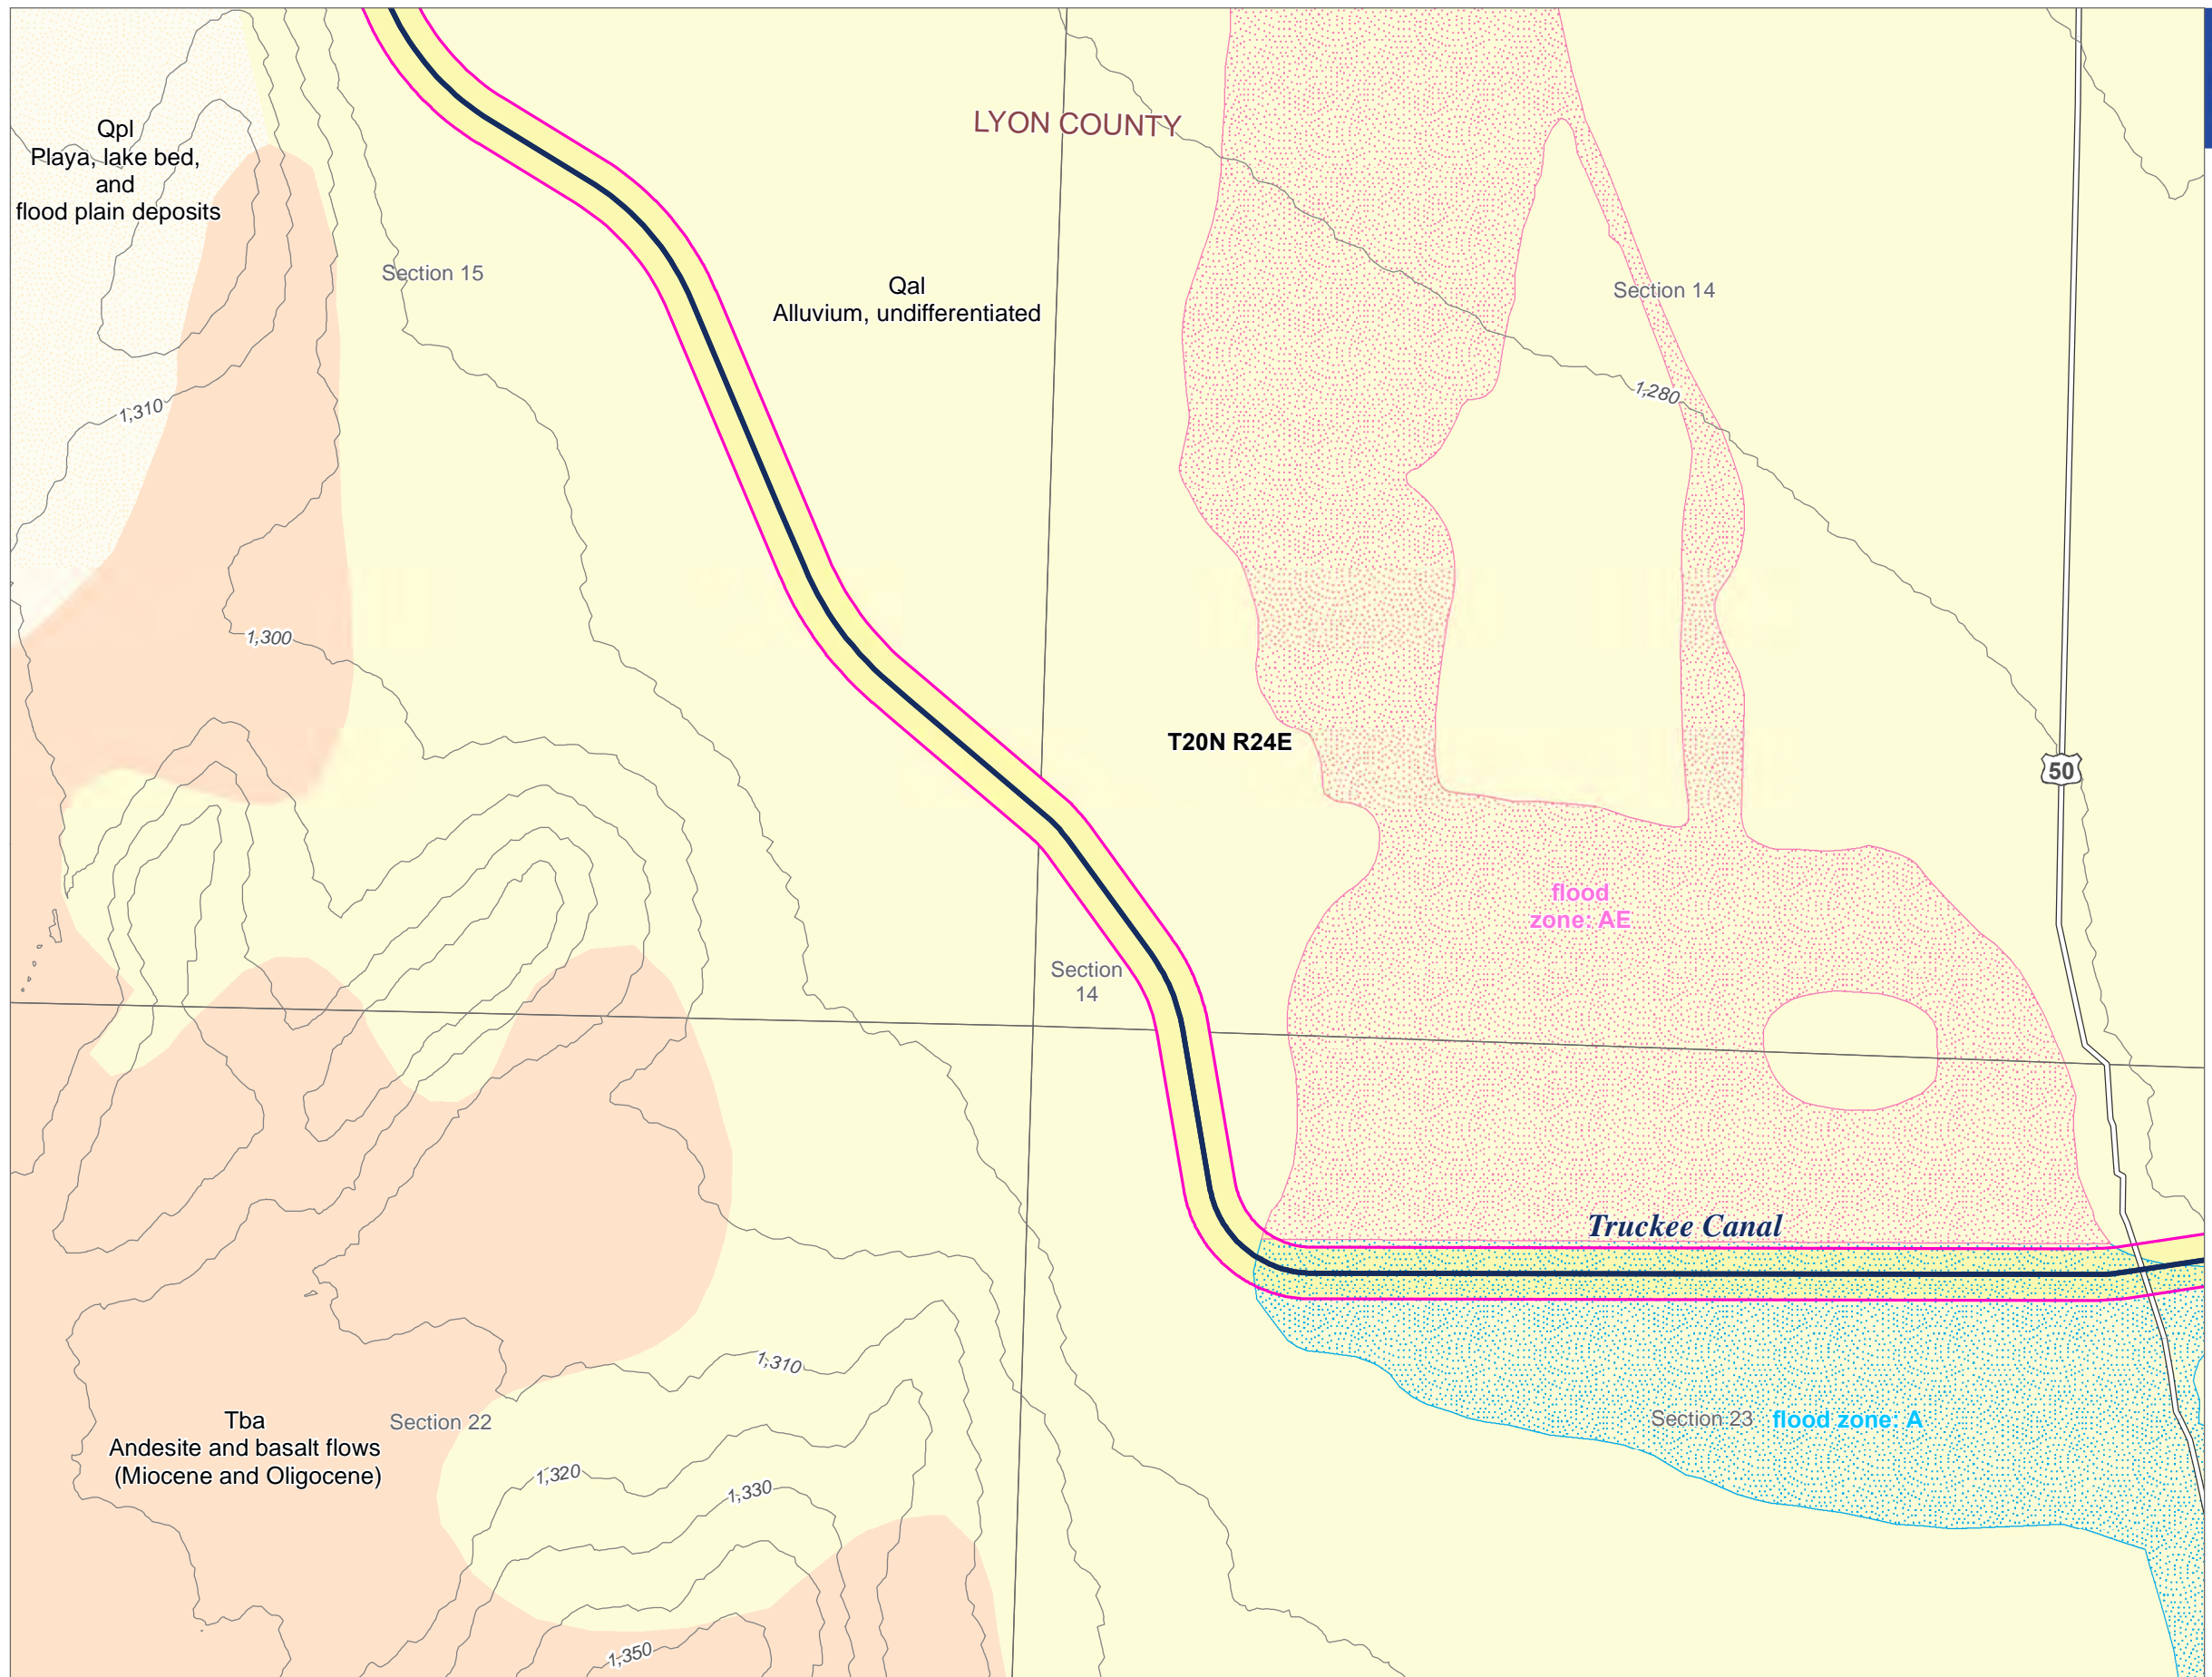 LYON COUNTY
Qpl
Playa, lake bed,
and
flood plain deposits
Section 15
Qal
Alluvium, undifferentiated
Section 14
1,310
1,280
1,300
T20N R24E
50
flood
zone: AE
Section
14
Truckee Canal
1,310
Tba
Andesite and basalt flows
(Miocene and Oligocene)
Section 22
Section 23
flood zone: A
1,320
1,330
1,350